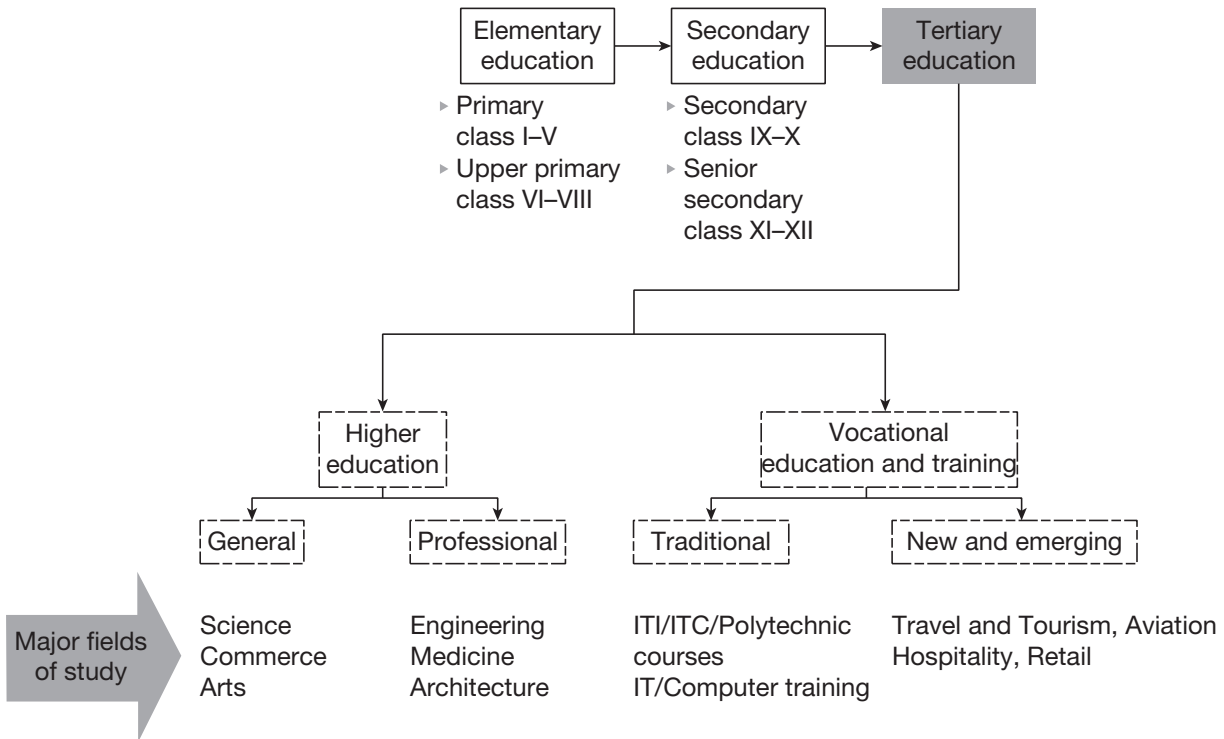 Elementary
education
Secondary
education
Tertiary
education
Primary
class I–V
Upper primary
class VI–VIII
Secondary
class IX–X
Senior
secondary
class XI–XII
Higher
education
Vocational
education and training
General
Professional
Traditional
New and emerging
Major fields
of study
Science
Commerce
Arts
Engineering
Medicine
Architecture
ITI/ITC/Polytechnic
courses
IT/Computer training
Travel and Tourism, Aviation
Hospitality, Retail